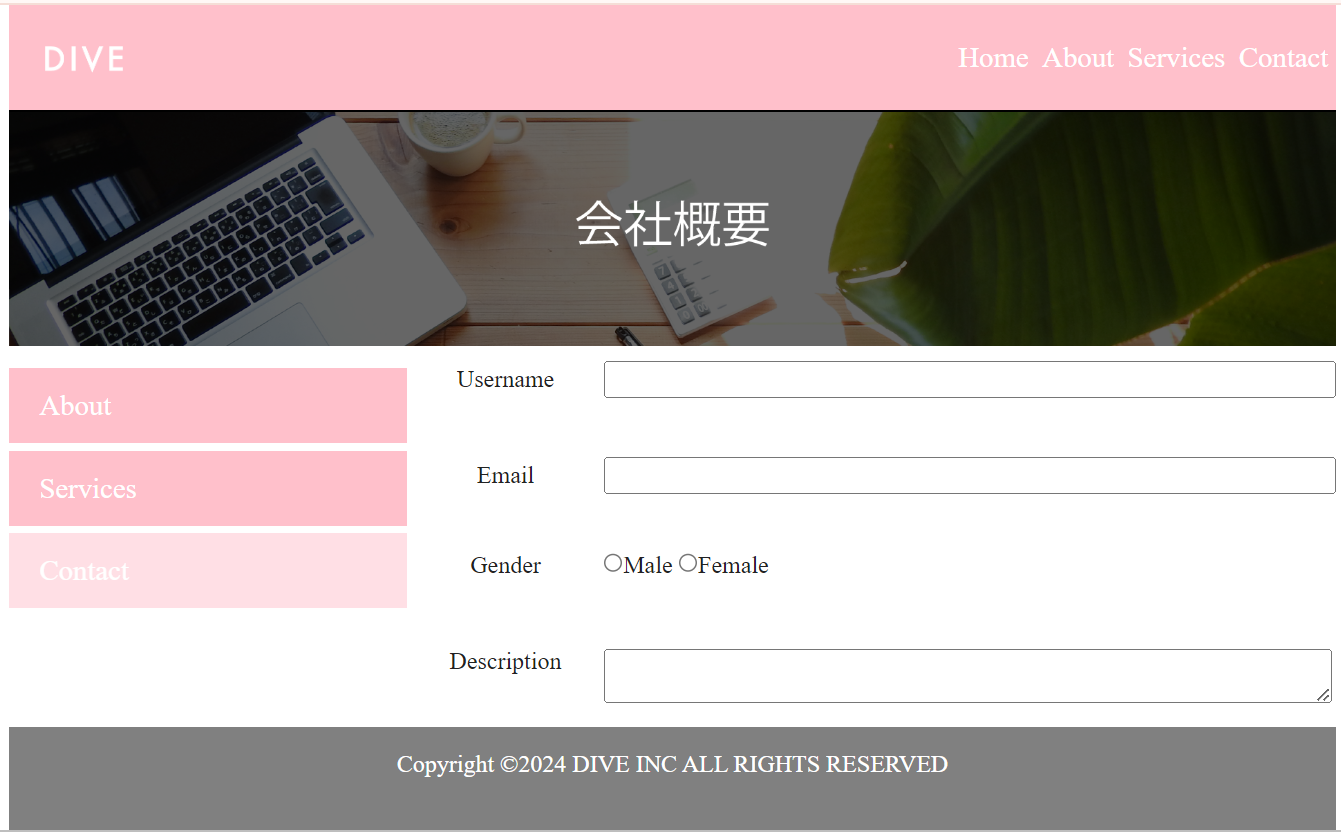 DIVE
Home About Services Contact
会社概要
About
Services
Contact
Username
Email
Gender
Male Female
Description
Copyright ©2024 DIVE INC ALL RIGHTS RESERVED